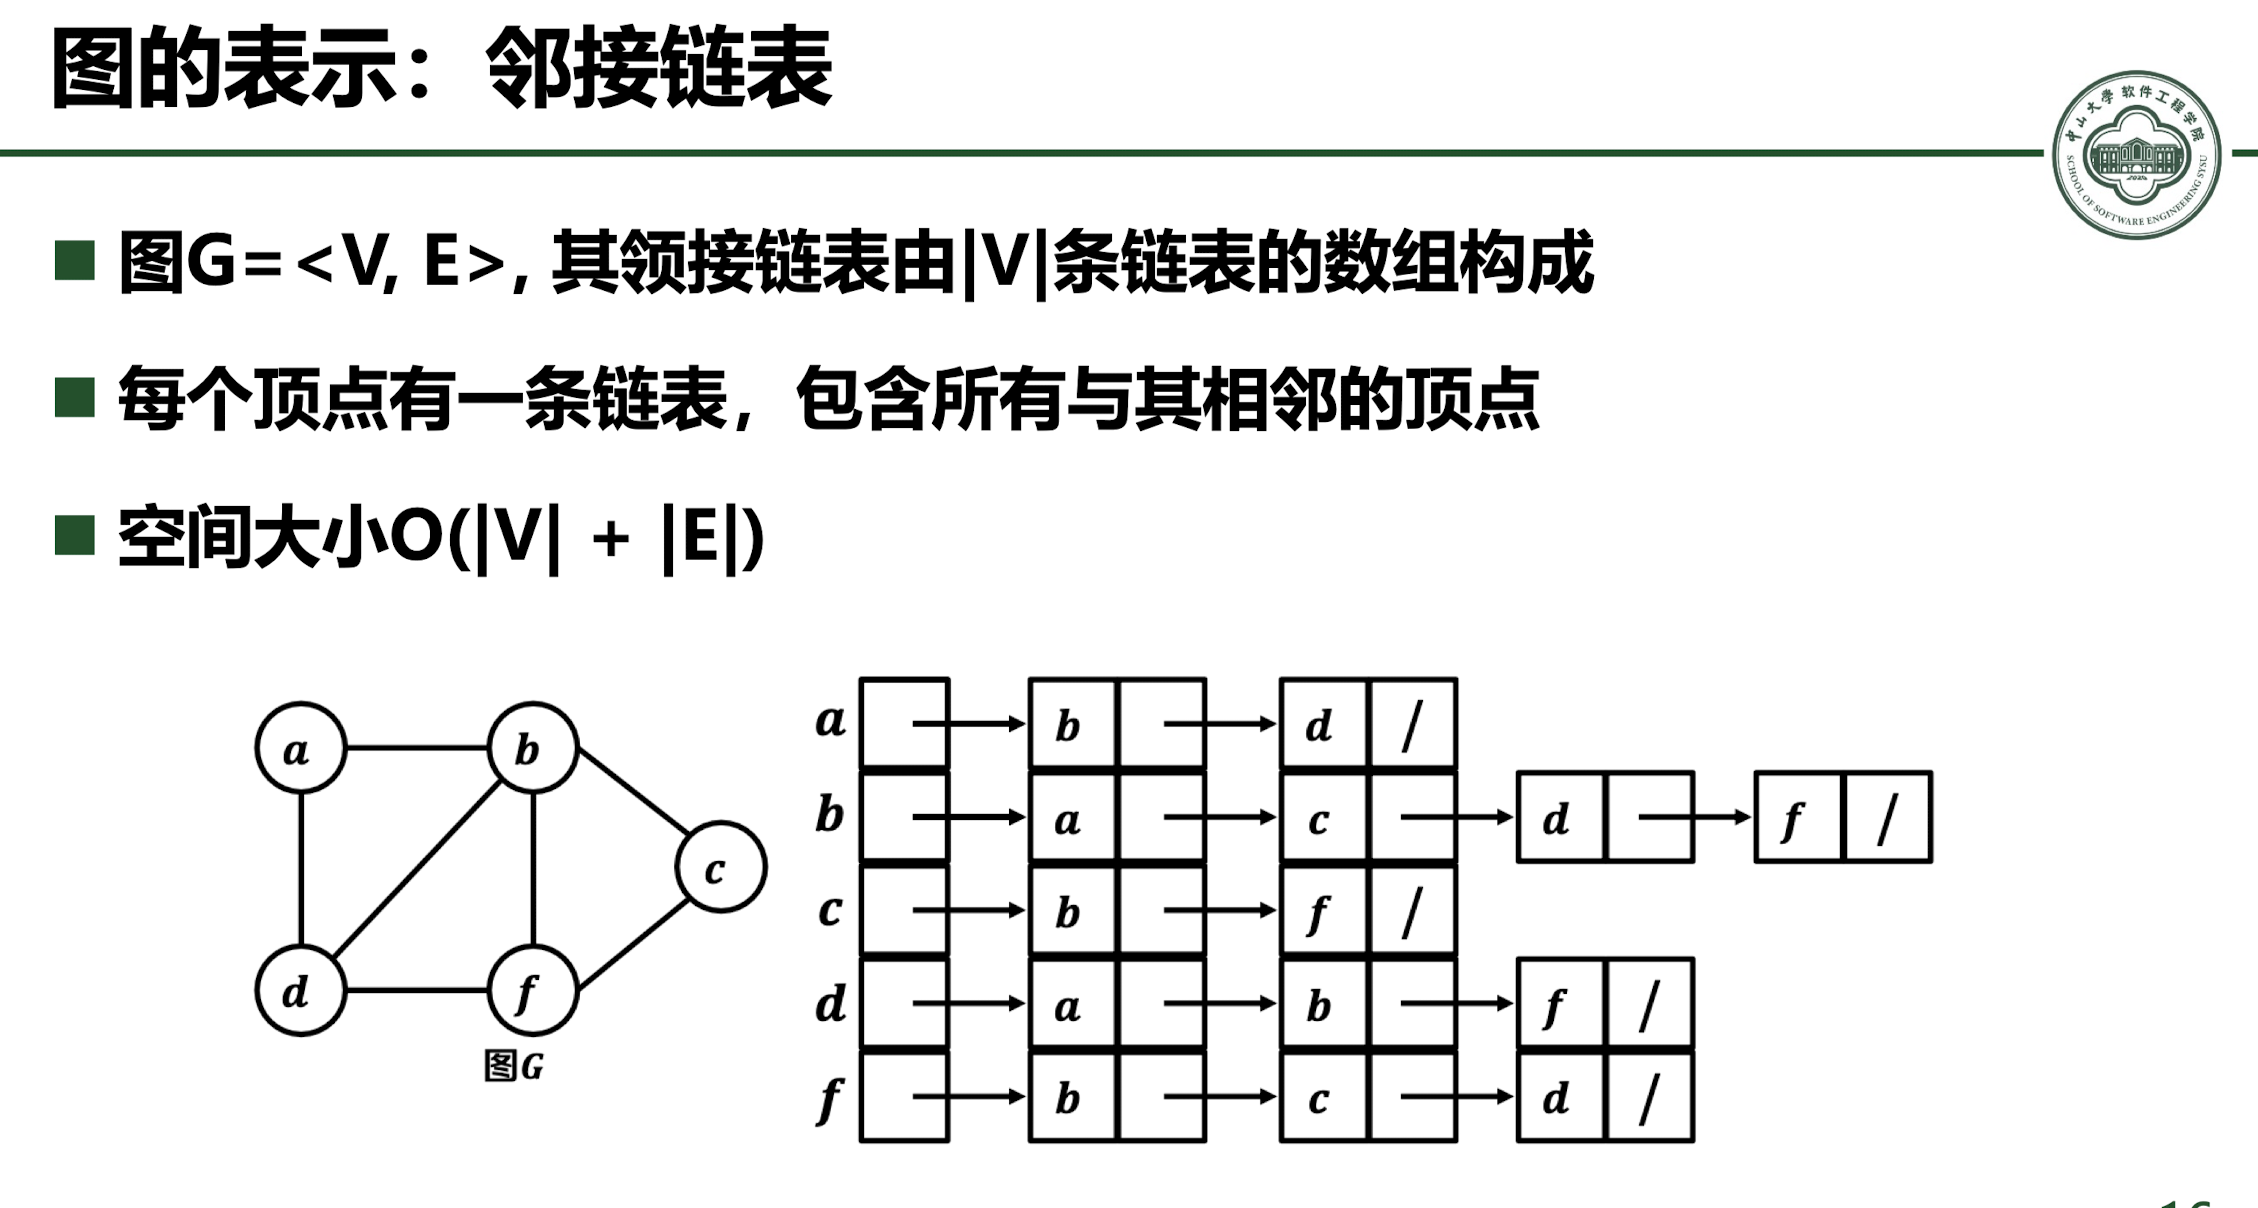 图的表示：邻接链表
中山大学 软件工程学院
2025
SCHOOL OF SOFTWARE ENGINEERING SYSU
图G=<V, E>, 其领接链表由|V|条链表的数组构成
每个顶点有一条链表，包含所有与其相邻的顶点
空间大小O(|V| + |E|)
a b
c
d f
图G
a b d /
b a c d f /
c b f /
d a b f /
f b c d /
16